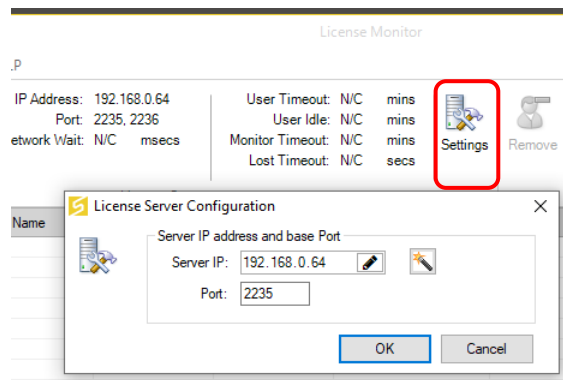 License Monitor
.P
IP Address: 192.168.0.64 User Timeout: N/C mins
Port: 2235, 2236 User Idle: N/C mins
etwork Wait: N/C msecs Monitor Timeout: N/C mins
Lost Timeout: N/C secs
Settings Remove
Name
License Server Configuration
Server IP address and base Port
Server IP: 192.168.0.64
Port: 2235
OK Cancel